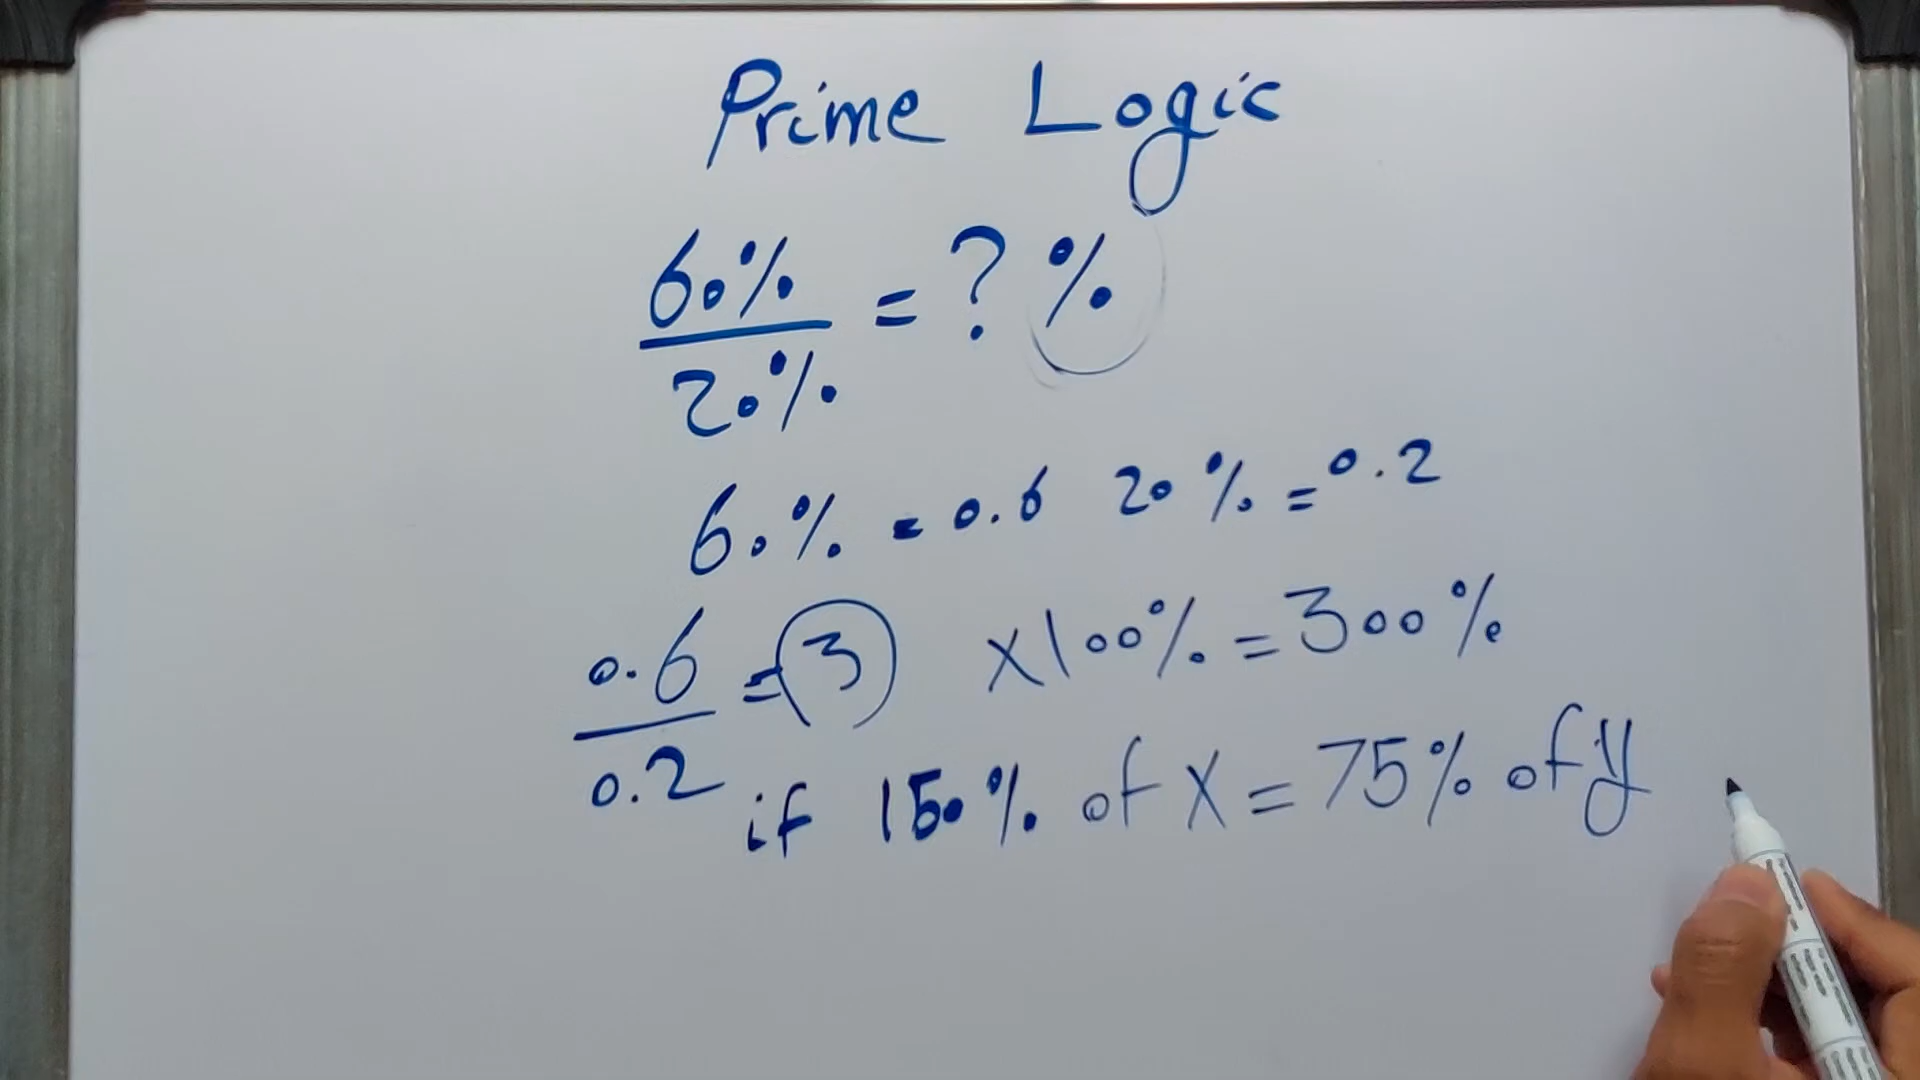 Prime Logic
60% / 20% = ? %
60% = 0.6 20% = 0.2
0.6 / 0.2 = 3 x100% = 300%
if 150% of X = 75% of y